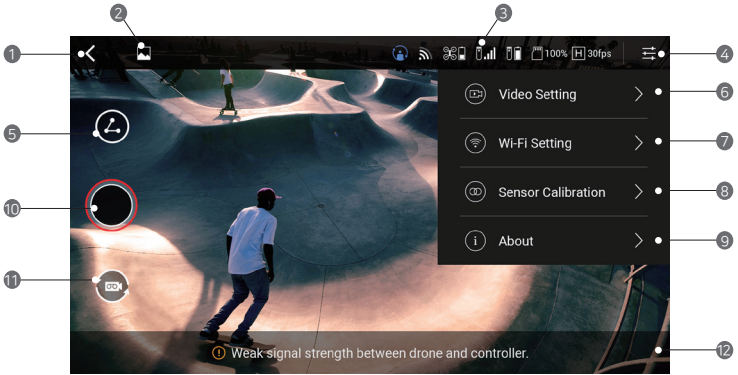 2
3
1
100% H 30fps
4
Video Setting
6
5
Wi-Fi Setting
7
Sensor Calibration
8
10
About
9
11
Weak signal strength between drone and controller.
12